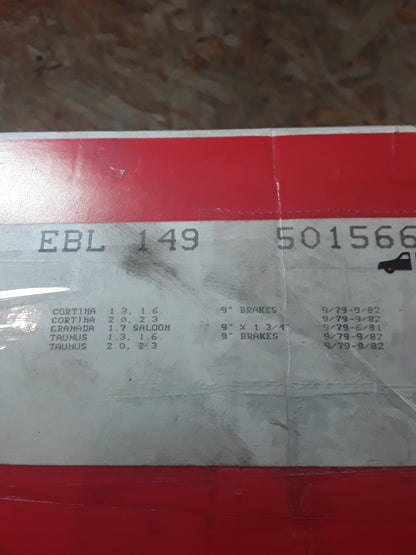 EBL 149 501566
CORTINA 1.3, 1.6. 9" BRAKES 9/79-9/82
CORTINA 2.0, 2.3 9/79-9/82
GRANADA 1.7 SALOON 9" X 1 3/4" 9/79-6/81
TAUNUS 1.3, 1.6. 9" BRAKES 9/79-9/82
TAUNUS 2.0, 2.3 9/79-9/82